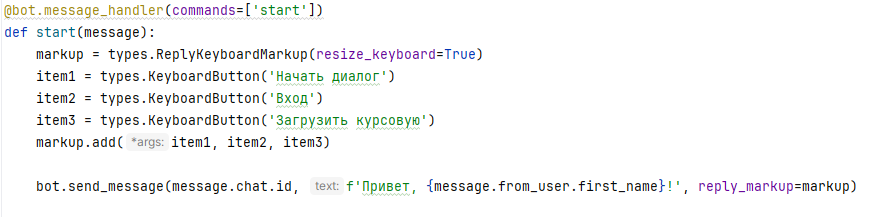 @bot.message_handler(commands=['start'])
def start(message):
    markup = types.ReplyKeyboardMarkup(resize_keyboard=True)
    item1 = types.KeyboardButton('Начать диалог')
    item2 = types.KeyboardButton('Вход')
    item3 = types.KeyboardButton('Загрузить курсовую')
    markup.add( *args: item1, item2, item3)
    bot.send_message(message.chat.id, text: f'Привет, {message.from_user.first_name}!', reply_markup=markup)